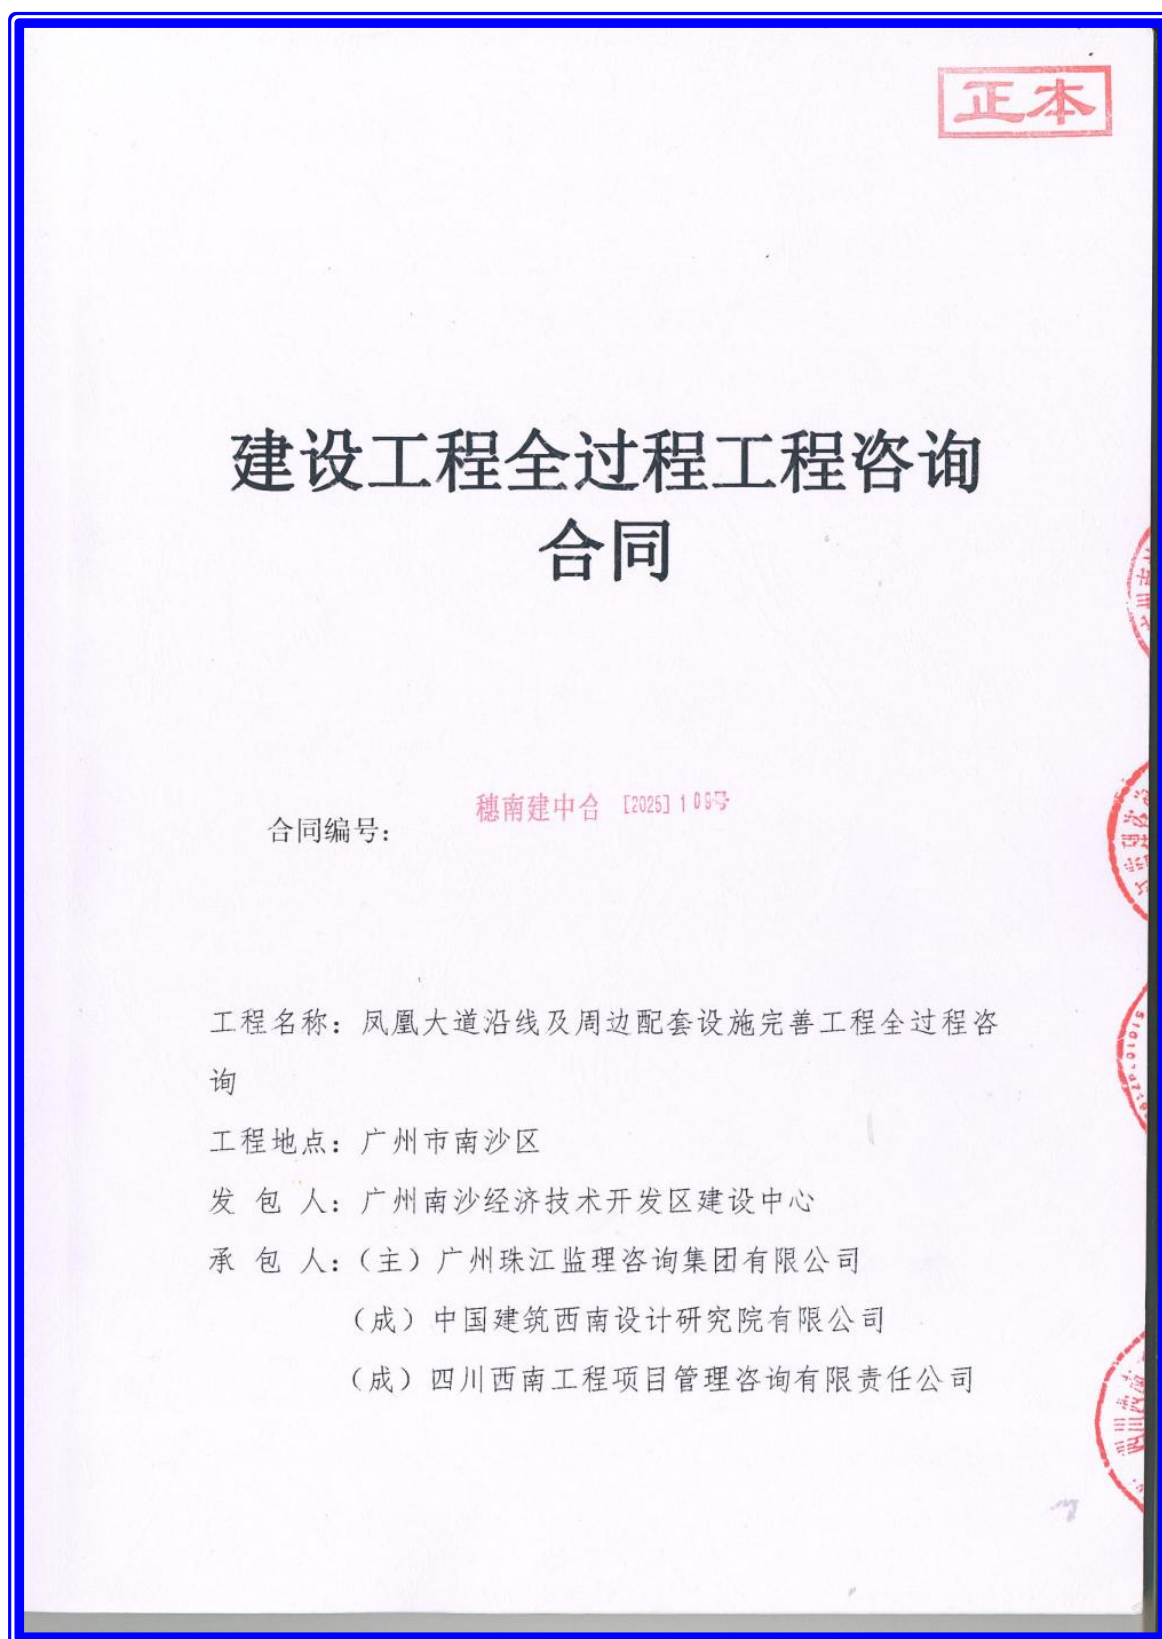 正本
建设工程全过程工程咨询
合同
穗南建中合 [2025] 109号
合同编号:
工程名称: 凤凰大道沿线及周边配套设施完善工程全过程咨
询
工程地点: 广州市南沙区
发 包 人: 广州南沙经济技术开发区建设中心
承 包 人:(主)广州珠江监理咨询集团有限公司
(成)中国建筑西南设计研究院有限公司
(成)四川西南工程项目管理咨询有限责任公司